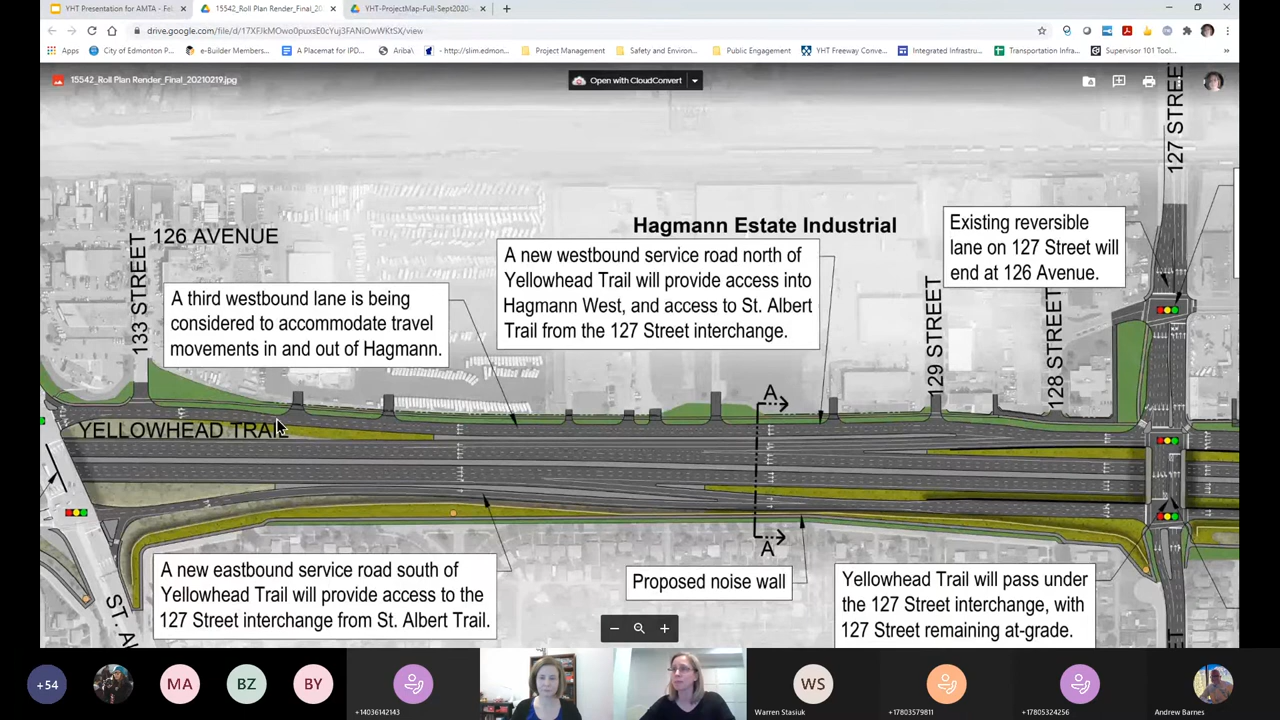 YHT Presentation for AMTA - Fe
15542_Roll Plan Render_Final_20
YHT-ProjectMap-Full-Sept2020-
drive.google.com/file/d/17XFJkMOwo0puxsE0cYuj3FANiOwWKtSX/view
Apps
City of Edmonton P...
e-Builder Members...
A Placemat for IPD...
Ariba\
http://slim.edmon...
Project Management
Safety and Environ...
Public Engagement
YHT Freeway Conve...
Integrated Infrastru...
Transportation Infra...
Supervisor 101 Tool...
15542_Roll Plan Render_Final_20210219.jpg
Open with CloudConvert
127 STREET
Hagmann Estate Industrial
126 AVENUE
133 STREET
A third westbound lane is being
considered to accommodate travel
movements in and out of Hagmann.
A new westbound service road north of
Yellowhead Trail will provide access into
Hagmann West, and access to St. Albert
Trail from the 127 Street interchange.
Existing reversible
lane on 127 Street will
end at 126 Avenue.
129 STREET
128 STREET
A
YELLOWHEAD TRAIL
A
A new eastbound service road south of
Yellowhead Trail will provide access to the
127 Street interchange from St. Albert Trail.
Proposed noise wall
Yellowhead Trail will pass under
the 127 Street interchange, with
127 Street remaining at-grade.
ST. A
+54
MA
BZ
BY
+14036142143
WS
Warren Stasiuk
+17803579811
+17805324256
Andrew Barnes